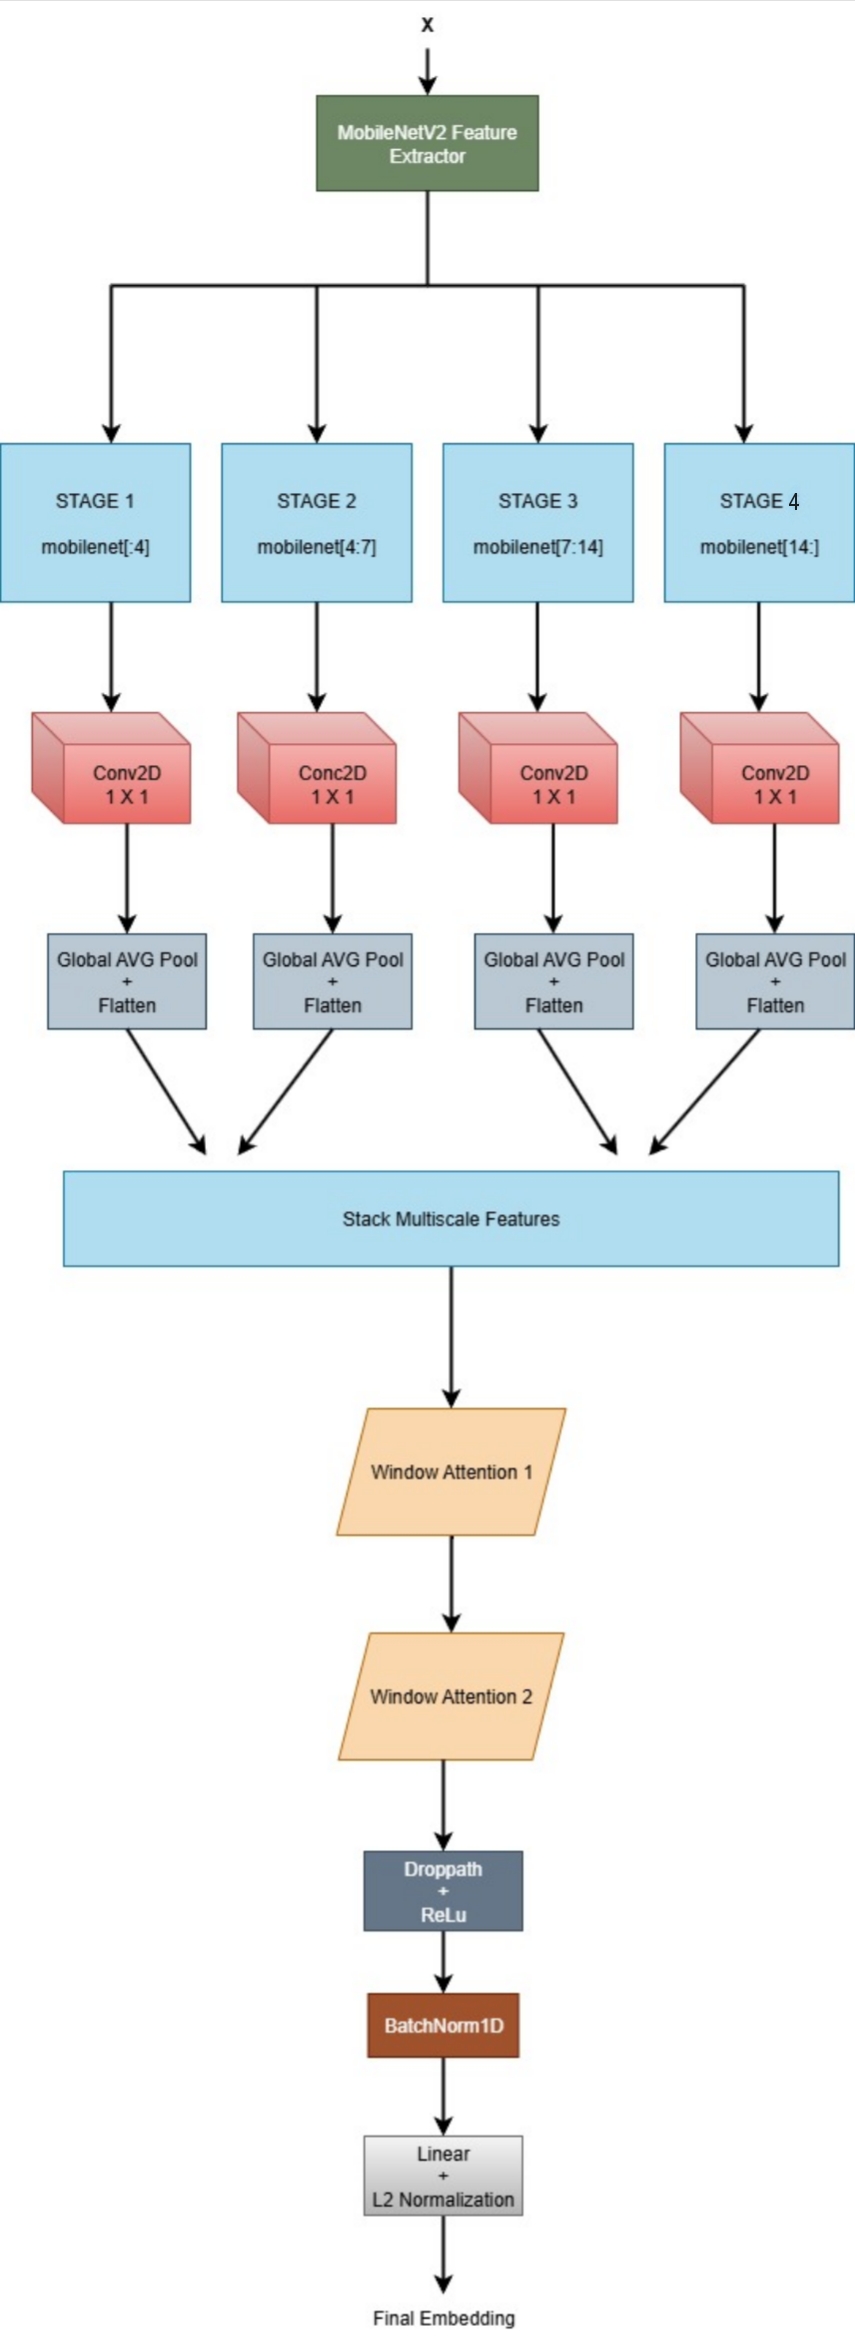 X
MobileNetV2 Feature
Extractor
STAGE 1
mobilenet[:4]
STAGE 2
mobilenet[4:7]
STAGE 3
mobilenet[7:14]
STAGE 4
mobilenet[14:]
Conv2D
1 X 1
Conc2D
1 X 1
Conv2D
1 X 1
Conv2D
1 X 1
Global AVG Pool
+
Flatten
Global AVG Pool
+
Flatten
Global AVG Pool
+
Flatten
Global AVG Pool
+
Flatten
Stack Multiscale Features
Window Attention 1
Window Attention 2
Droppath
+
ReLu
BatchNorm1D
Linear
+
L2 Normalization
Final Embedding